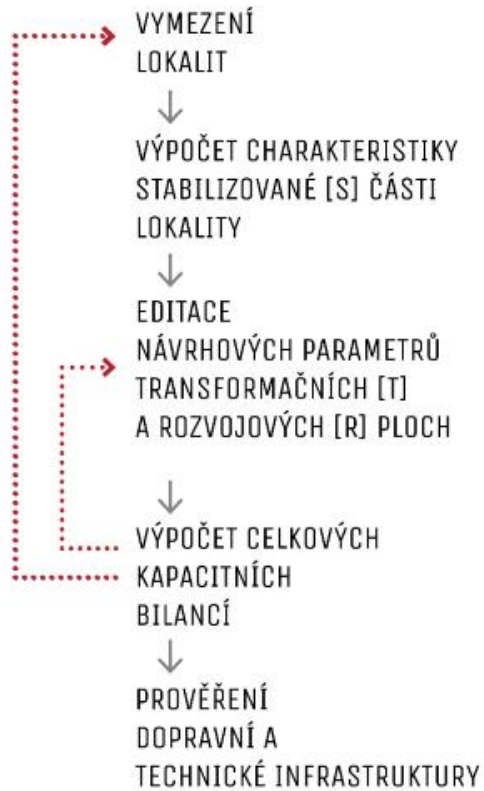 VYMEZENÍ
LOKALIT
VÝPOČET CHARAKTERISTIKY
STABILIZOVANÉ [S] ČÁSTI
LOKALITY
EDITACE
NÁVRHOVÝCH PARAMETRŮ
TRANSFORMAČNÍCH [T]
A ROZVOJOVÝCH [R] PLOCH
VÝPOČET CELKOVÝCH
KAPACITNÍCH
BILANCÍ
PROVĚŘENÍ
DOPRAVNÍ A
TECHNICKÉ INFRASTRUKTURY